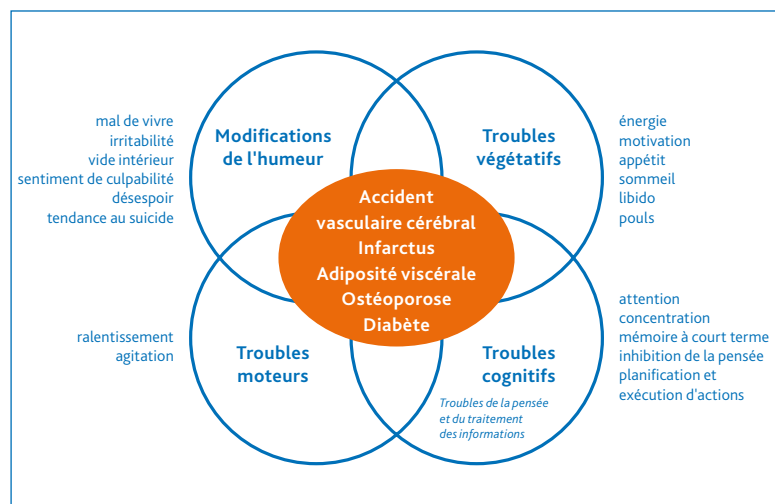 mal de vivre
irritabilité
vide intérieur
sentiment de culpabilité
désespoir
tendance au suicide
Modifications
de l'humeur
Troubles
végétatifs
énergie
motivation
appétit
sommeil
libido
pouls
Accident
vasculaire cérébral
Infarctus
Adiposité viscérale
Ostéoporose
Diabète
ralentissement
agitation
Troubles
moteurs
Troubles
cognitifs
Troubles de la pensée
et du traitement
des informations
attention
concentration
mémoire à court terme
inhibition de la pensée
planification et
exécution d'actions